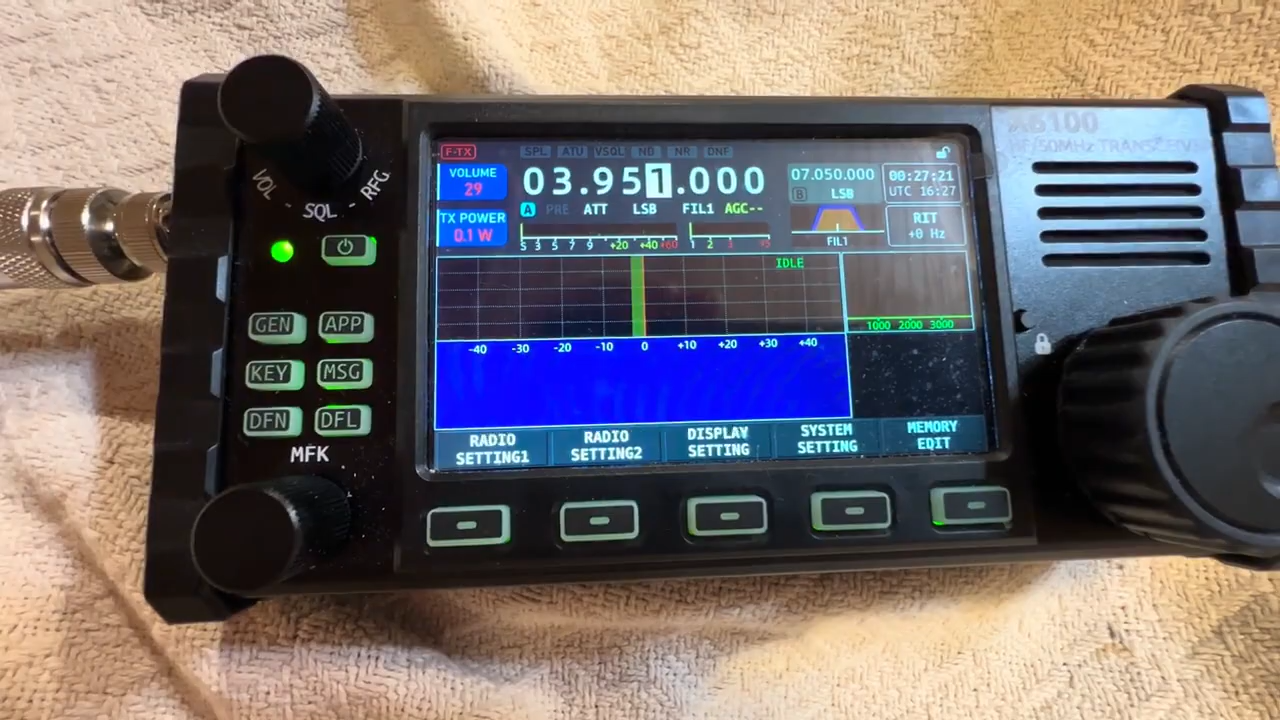 X6100
HF/50MHz TRANSCEIVER
F-TX
SPL ATU VSQL NB NR DNF
VOLUME
29
03.951.000
07.050.000
B LSB
00:27:21
UTC 16:27
A PRE ATT LSB FIL1 AGC--
TX POWER
0.1 W
S 3 5 7 9 +20 +40 +60
1 2 3
FIL1
RIT
+0 Hz
IDLE
1000 2000 3000
-40 -30 -20 -10 0 +10 +20 +30 +40
RADIO SETTING1
RADIO SETTING2
DISPLAY SETTING
SYSTEM SETTING
MEMORY EDIT
VOL
SQL
RFG
GEN APP
KEY MSG
DFN DFL
MFK